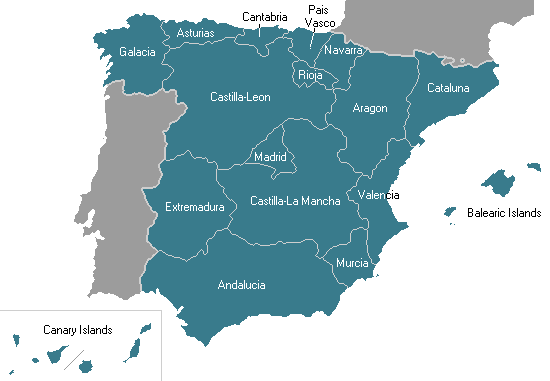 Cantabria
Pais
Vasco
Asturias
Galacia
Navarra
Rioja
Cataluna
Castilla-Leon
Aragon
Madrid
Castilla-La Mancha
Valencia
Extremadura
Balearic Islands
Murcia
Andalucia
Canary Islands